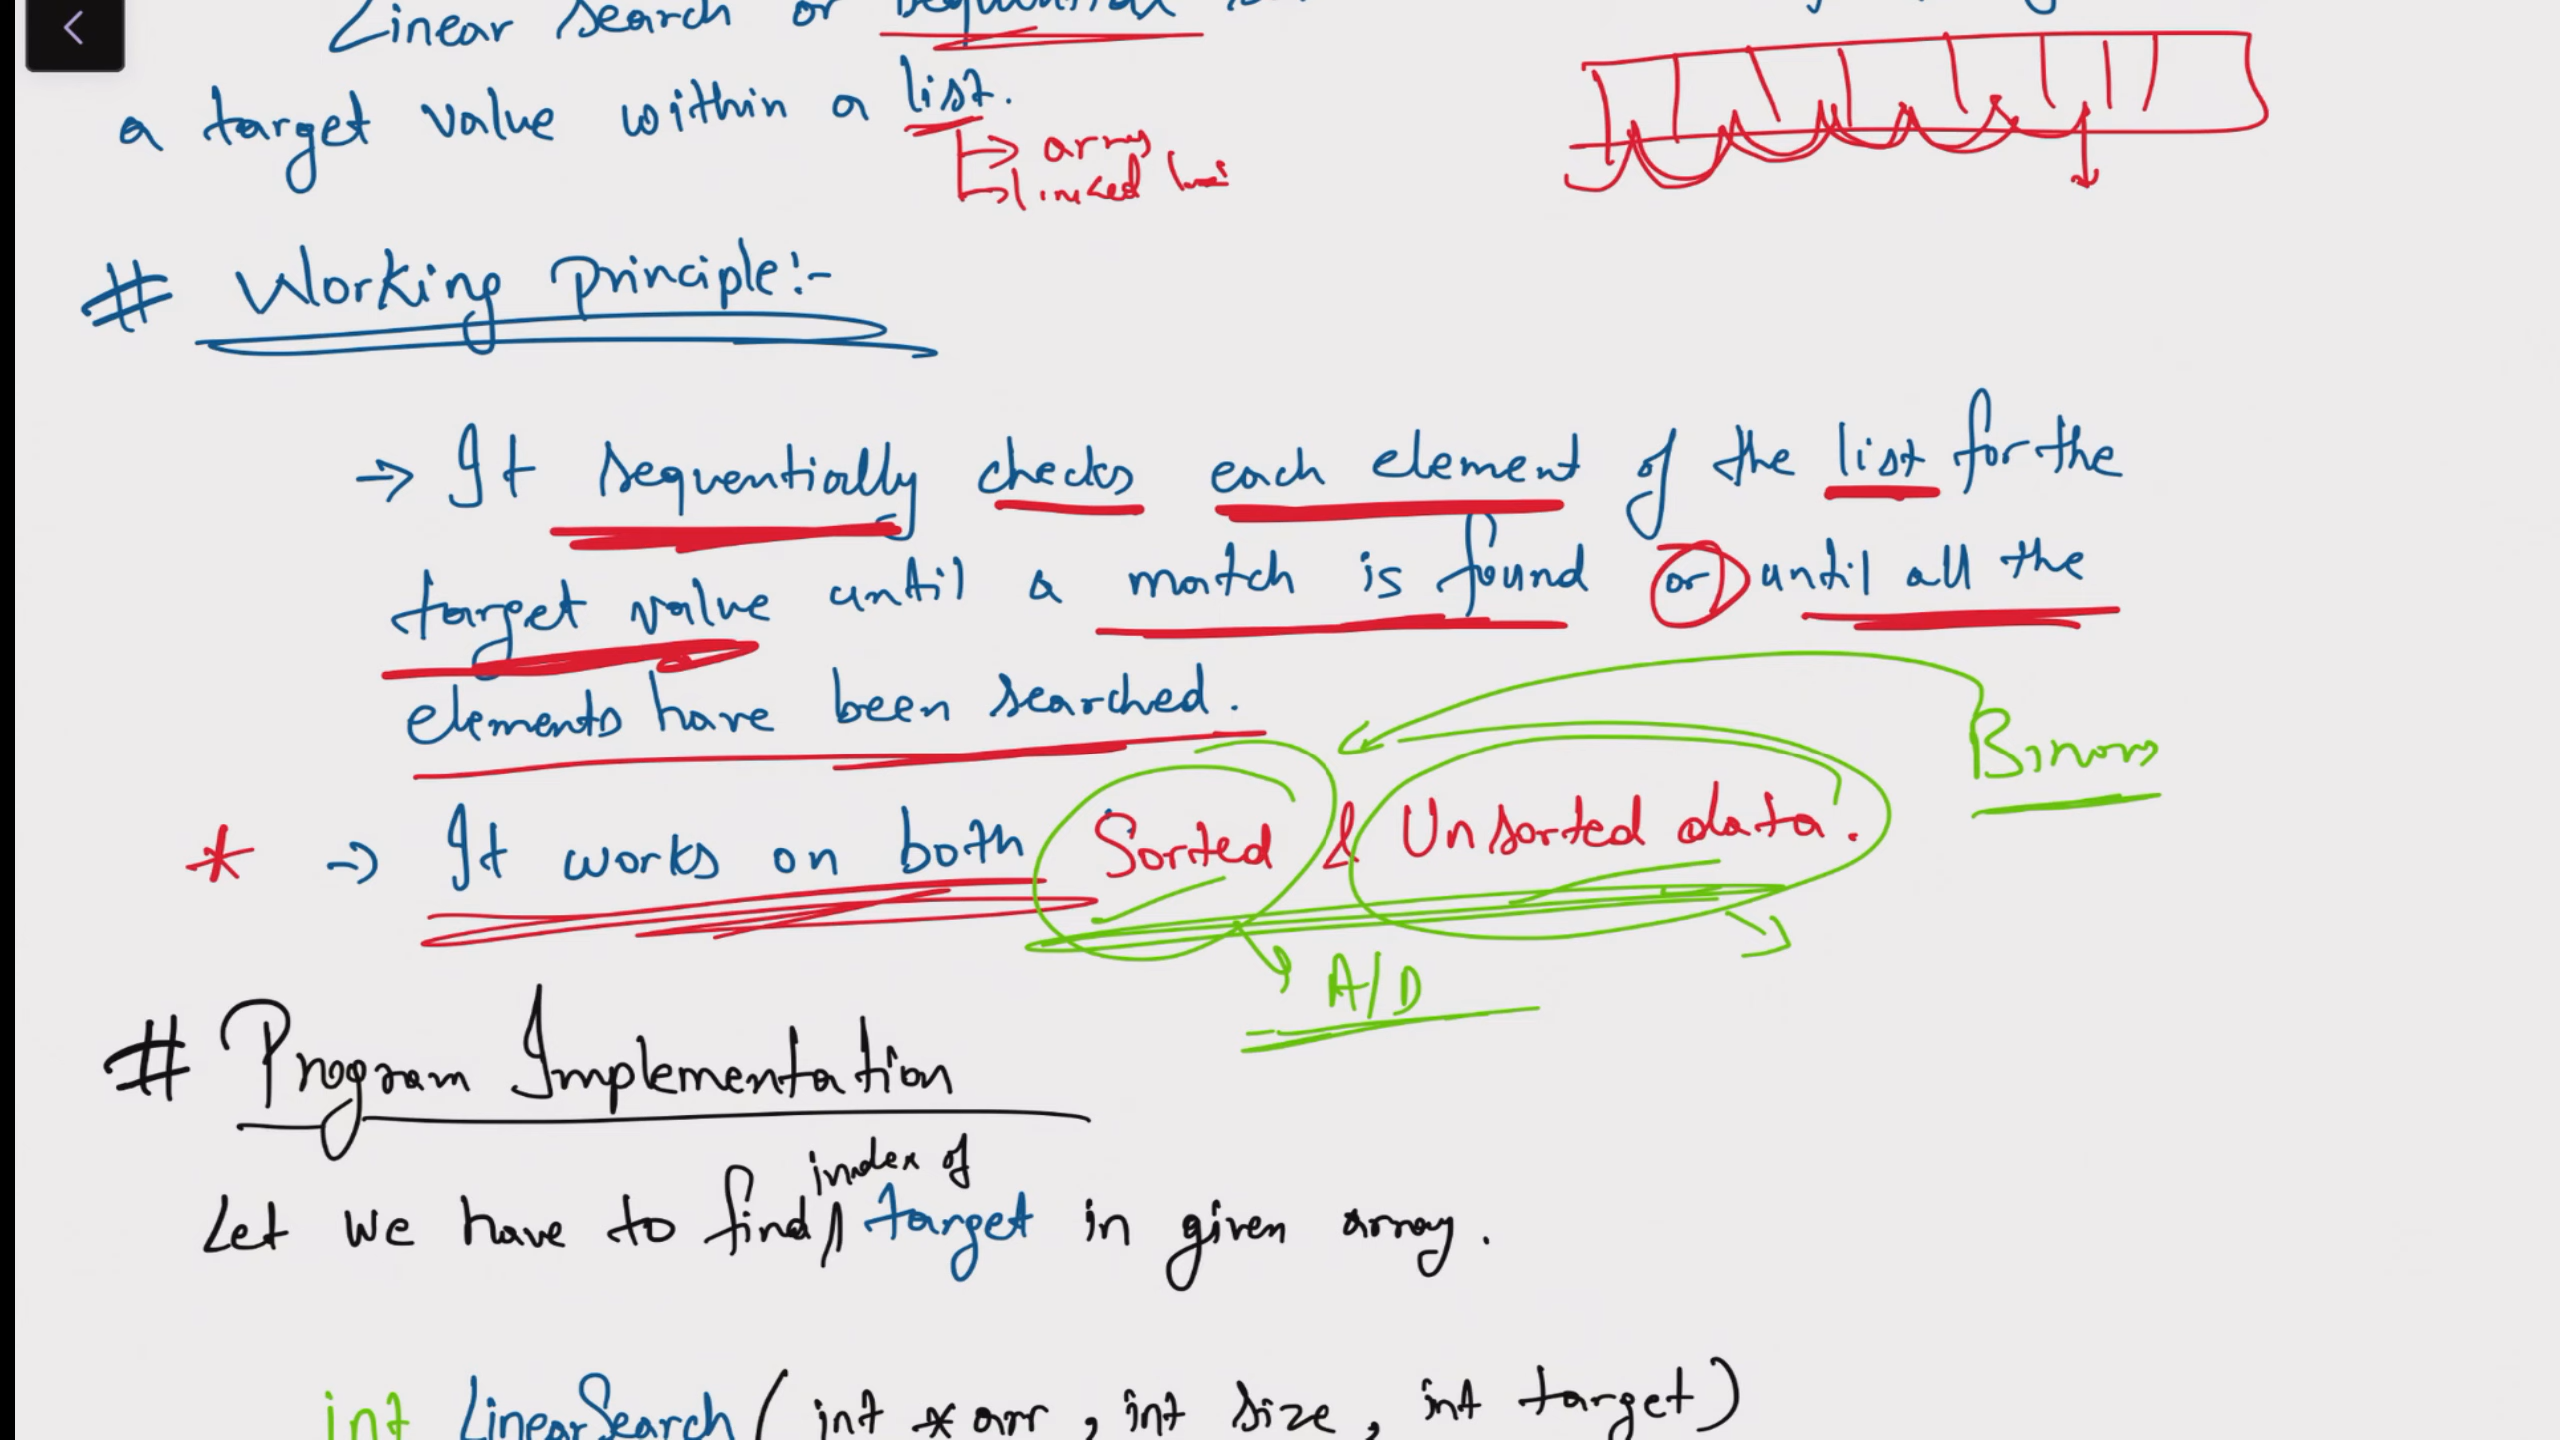 Linear search or sequential
a target value within a list.
→ array
→ linked list
# Working principle:-
→ It sequentially checks each element of the list for the
target value until a match is found or until all the
elements have been searched.
Binary
* → It works on both Sorted & Unsorted data.
A/D
# Program Implementation
index of
Let we have to find, target in given array.
int LinearSearch ( int *arr , int size , int target)